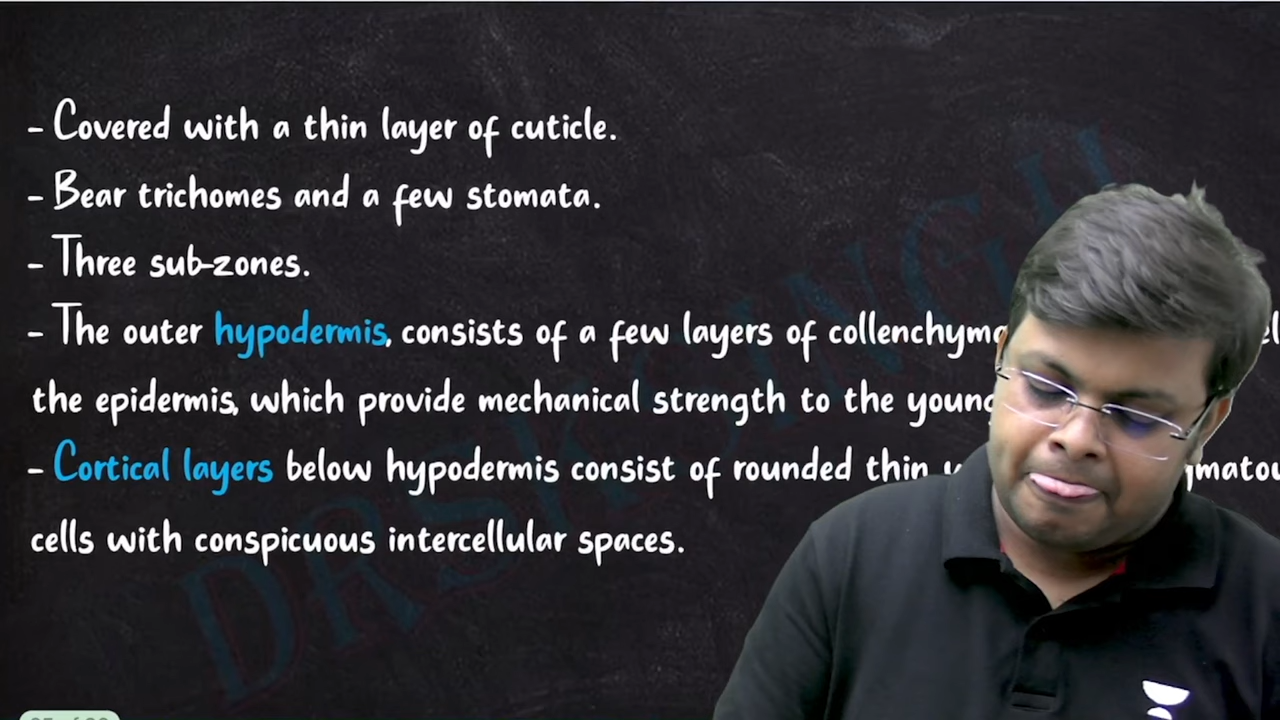 - Covered with a thin layer of cuticle.
- Bear trichomes and a few stomata.
- Three sub-zones.
- The outer hypodermis, consists of a few layers of
the epidermis, which provide mechanical strength to the
- Cortical layers below hypodermis consist of rounded thin
cells with conspicuous intercellular spaces.
DRSK SINGH